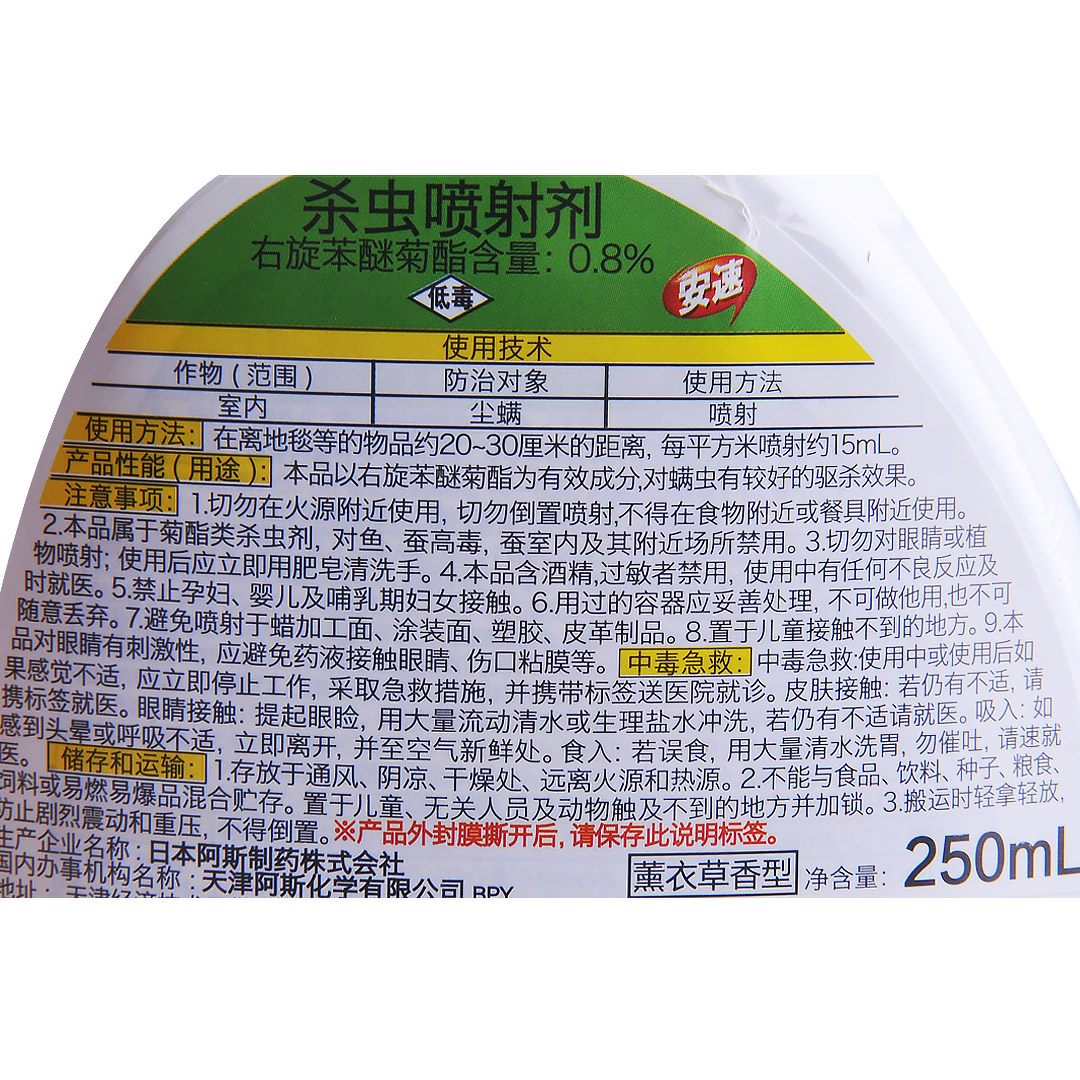 杀虫喷射剂
右旋苯醚菊酯含量：0.8%
低毒
安速
使用技术
作物(范围) 防治对象 使用方法
室内 尘螨 喷射
使用方法：在离地毯等的物品约20~30厘米的距离, 每平方米喷射约15mL。
产品性能(用途)：本品以右旋苯醚菊酯为有效成分,对螨虫有较好的驱杀效果。
注意事项：1.切勿在火源附近使用, 切勿倒置喷射,不得在食物附近或餐具附近使用。
2.本品属于菊酯类杀虫剂, 对鱼、蚕高毒, 蚕室内及其附近场所禁用。3.切勿对眼睛或植
物喷射; 使用后应立即用肥皂清洗手。4.本品含酒精,过敏者禁用, 使用中有任何不良反应及
时就医。5.禁止孕妇、婴儿及哺乳期妇女接触。6.用过的容器应妥善处理, 不可做他用,也不可
随意丢弃。7.避免喷射于蜡加工面、涂装面、塑胶、皮革制品。8.置于儿童接触不到的地方。9.本
品对眼睛有刺激性, 应避免药液接触眼睛、伤口粘膜等。中毒急救：中毒急救:使用中或使用后如
果感觉不适, 应立即停止工作, 采取急救措施, 并携带标签送医院就诊。皮肤接触: 若仍有不适, 请
携标签就医。眼睛接触: 提起眼睑, 用大量流动清水或生理盐水冲洗, 若仍有不适请就医。吸入: 如
感到头晕或呼吸不适, 立即离开, 并至空气新鲜处。食入: 若误食, 用大量清水洗胃, 勿催吐, 请速就
医。储存和运输：1.存放于通风、阴凉、干燥处、远离火源和热源。2.不能与食品、饮料、种子、粮食、
饲料或易燃易爆品混合贮存。置于儿童、无关人员及动物触及不到的地方并加锁。3.搬运时轻拿轻放,
防止剧烈震动和重压, 不得倒置。※产品外封膜撕开后, 请保存此说明标签。
生产企业名称：日本阿斯制药株式会社
国内办事机构名称：天津阿斯化学有限公司 BPY
地址：天津经济技术
薰衣草香型 净含量：250mL